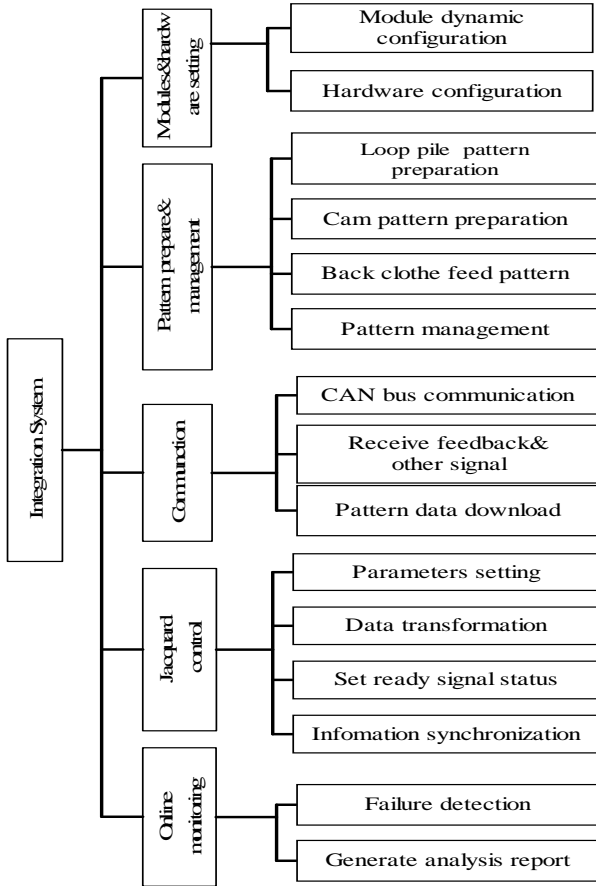 Integration System
Modules&hardw
are setting
Module dynamic
configuration
Hardware configuration
Pattern prepare&
management
Loop pile pattern
preparation
Cam pattern preparation
Back clothe feed pattern
Pattern management
Communction
CAN bus communication
Receive feedback&
other signal
Pattern data download
Jacquard
control
Parameters setting
Data transformation
Set ready signal status
Infomation synchronization
Online
monitoring
Failure detection
Generate analysis report